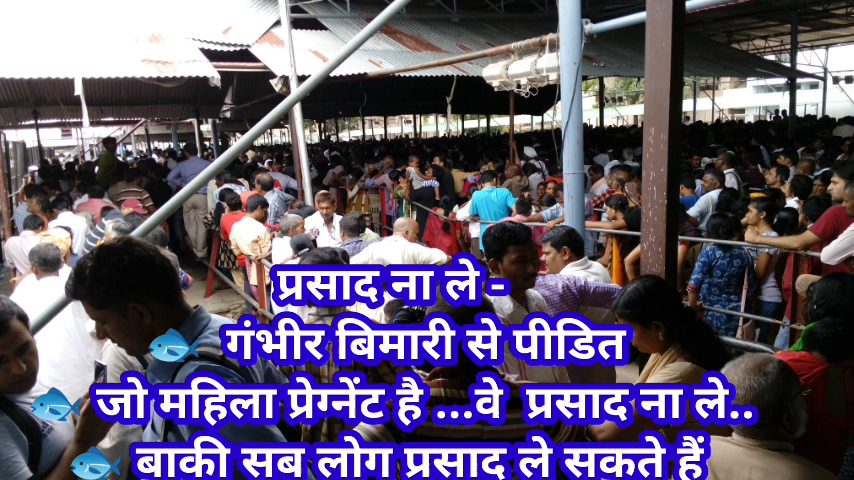 प्रसाद ना ले -
गंभीर बिमारी से पीडित
जो महिला प्रेग्नेंट है ...वे प्रसाद ना ले..
बाकी सब लोग प्रसाद ले सकते हैं